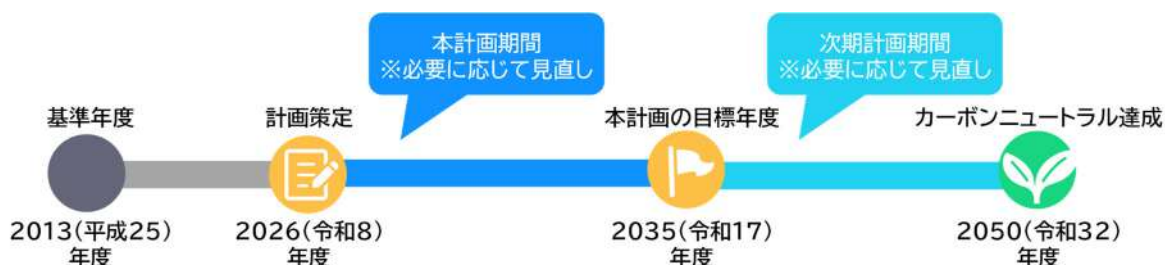 本計画期間
※必要に応じて見直し
次期計画期間
※必要に応じて見直し
基準年度
計画策定
本計画の目標年度
カーボンニュートラル達成
2013(平成25)
年度
2026(令和8)
年度
2035(令和17)
年度
2050(令和32)
年度